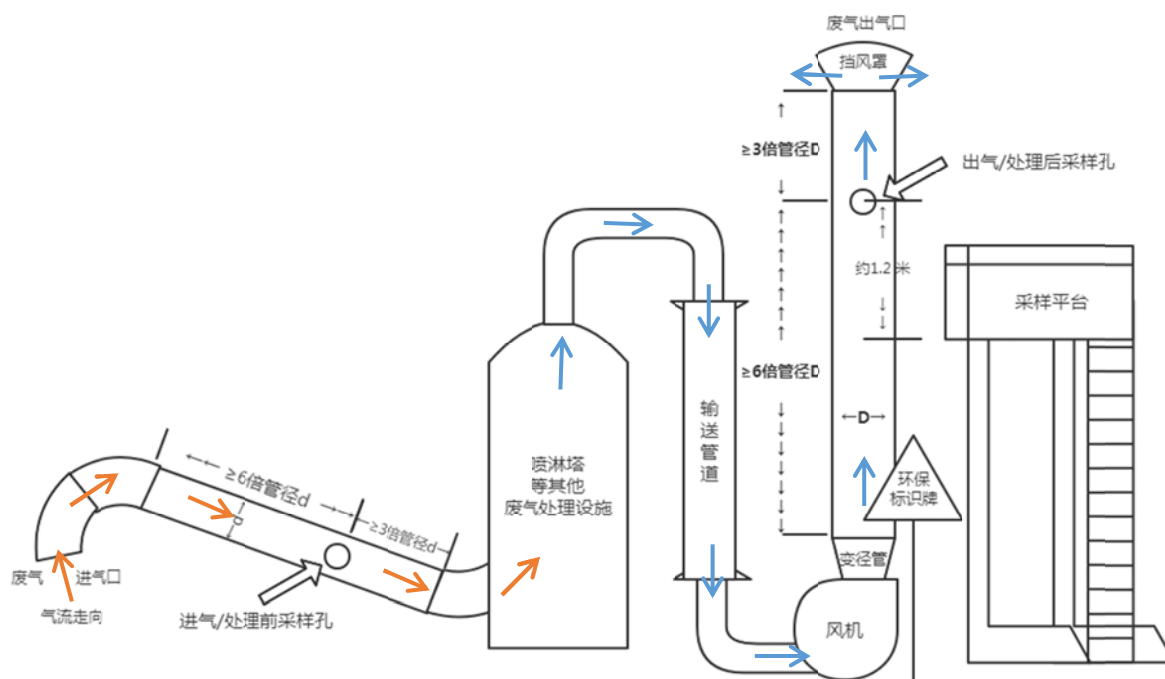 废气出气口
挡风罩
≥3倍管径D
出气/处理后采样孔
约1.2 米
采样平台
≥6倍管径D
←D→
输送管道
环保
标识牌
喷淋塔
等其他
废气处理设施
≥6倍管径d
d
≥3倍管径d
变径管
风机
废气 进气口
气流走向
进气/处理前采样孔